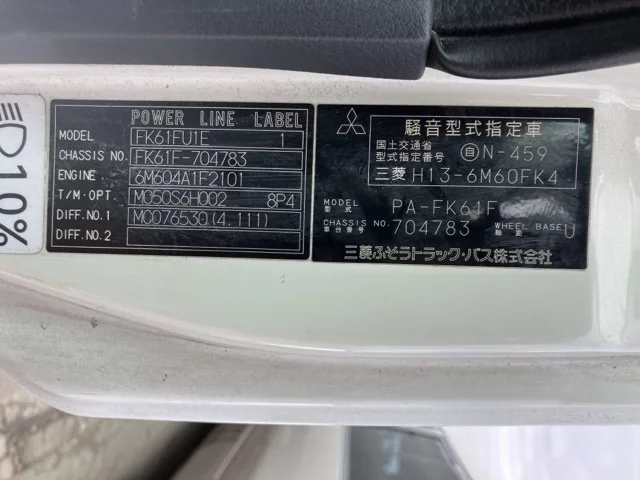 10%
POWER LINE LABEL
MODEL FK61FU1E 1
CHASSIS NO. FK61F-704783
ENGINE 6M604A1F2101
T/M・OPT. M050S6H002 8P4
DIFF.NO.1 MC076530(4.111)
DIFF.NO.2
騒音型式指定車
国土交通省
型式指定番号 自N-459
三菱 H13-6M60FK4
MODEL
型式 PA-FK61F
CHASSIS NO.
車台番号 704783 WHEEL BASE
軸距 U
三菱ふそうトラック・バス株式会社